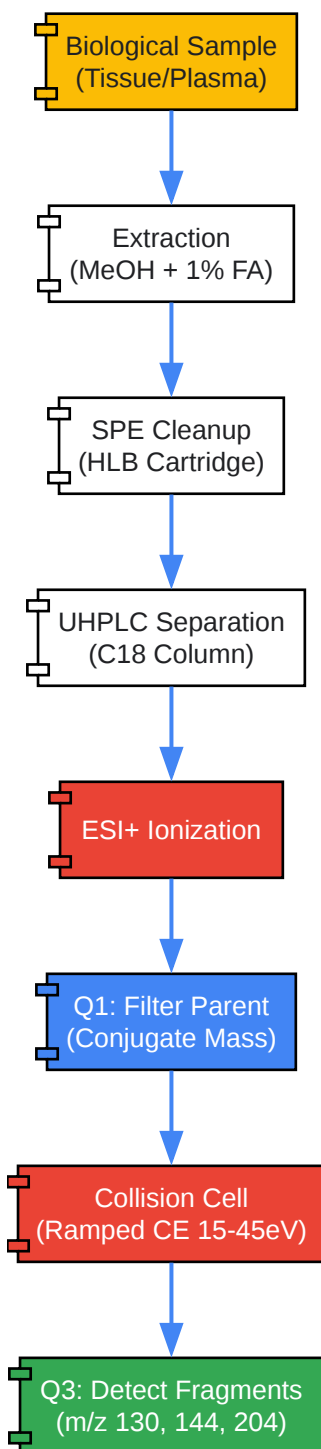 Biological Sample
(Tissue/Plasma)
Extraction
(MeOH + 1% FA)
SPE Cleanup
(HLB Cartridge)
UHPLC Separation
(C18 Column)
ESI+ Ionization
Q1: Filter Parent
(Conjugate Mass)
Collision Cell
(Ramped CE 15-45eV)
Q3: Detect Fragments
(m/z 130, 144, 204)